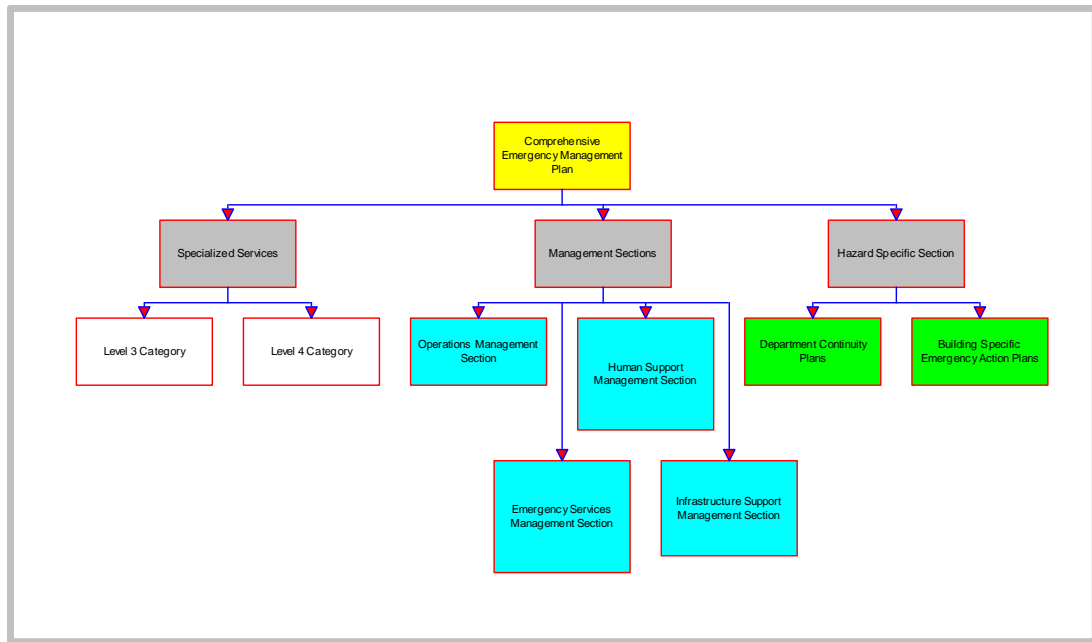 Comprehensive
Emergency Management
Plan
Specialized Services
Management Sections
Hazard Specific Section
Level 3 Category
Level 4 Category
Operations Management
Section
Human Support
Management Section
Department Continuity
Plans
Building Specific
Emergency Action Plans
Emergency Services
Management Section
Infrastructure Support
Management Section